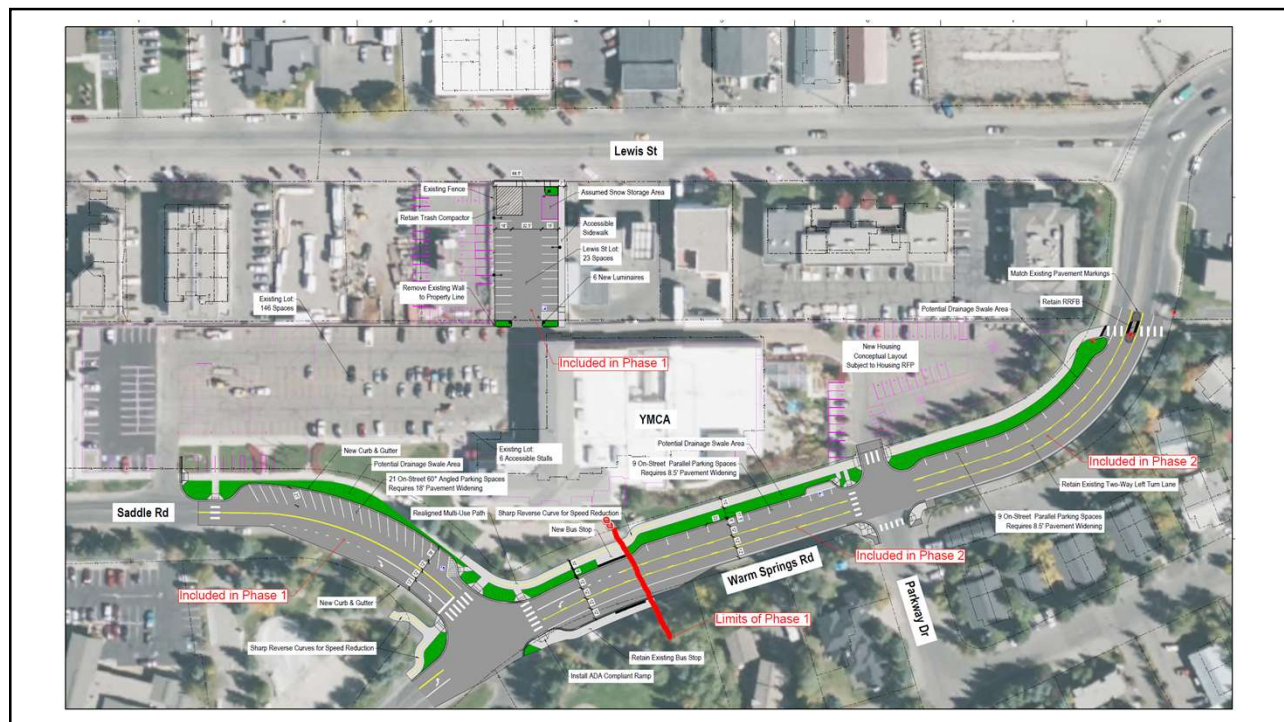 Lewis St
Existing Fence
Assumed Snow Storage Area
Retain Trash Compactor
Accessible
Sidewalk
Lewis St Lot:
23 Spaces
6 New Luminaires
Remove Existing Wall
to Property Line
Existing Lot:
146 Spaces
Match Existing Pavement Markings
Retain RRFB
Potential Drainage Swale Area
Included in Phase 1
New Housing
Conceptual Layout
Subject to Housing RFP
YMCA
New Curb & Gutter
Potential Drainage Swale Area
21 On-Street 60° Angled Parking Spaces
Requires 16' Pavement Widening
Existing Lot:
6 Accessible Stalls
Potential Drainage Swale Area
9 On-Street Parallel Parking Spaces
Requires 8.5' Pavement Widening
Included in Phase 2
Retain Existing Two-Way Left Turn Lane
Saddle Rd
Realigned Multi-Use Path
Sharp Reverse Curve for Speed Reduction
New Bus Stop
9 On-Street Parallel Parking Spaces
Requires 8.5' Pavement Widening
Included in Phase 2
Warm Springs Rd
Included in Phase 1
New Curb & Gutter
Parkway Dr
Limits of Phase 1
Sharp Reverse Curves for Speed Reduction
Retain Existing Bus Stop
Install ADA Compliant Ramp